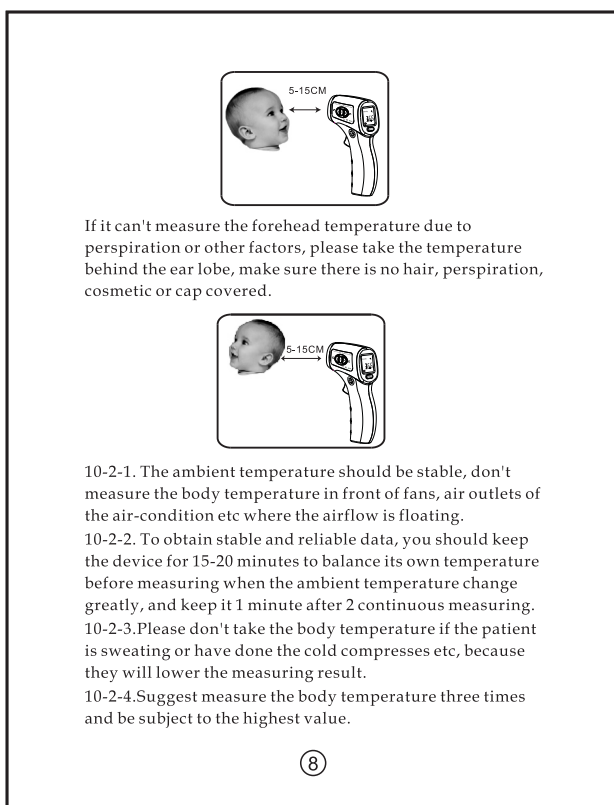 5-15CM
If it can't measure the forehead temperature due to
perspiration or other factors, please take the temperature
behind the ear lobe, make sure there is no hair, perspiration,
cosmetic or cap covered.
5-15CM
10-2-1. The ambient temperature should be stable, don't
measure the body temperature in front of fans, air outlets of
the air-condition etc where the airflow is floating.
10-2-2. To obtain stable and reliable data, you should keep
the device for 15-20 minutes to balance its own temperature
before measuring when the ambient temperature change
greatly, and keep it 1 minute after 2 continuous measuring.
10-2-3.Please don't take the body temperature if the patient
is sweating or have done the cold compresses etc, because
they will lower the measuring result.
10-2-4.Suggest measure the body temperature three times
and be subject to the highest value.
8